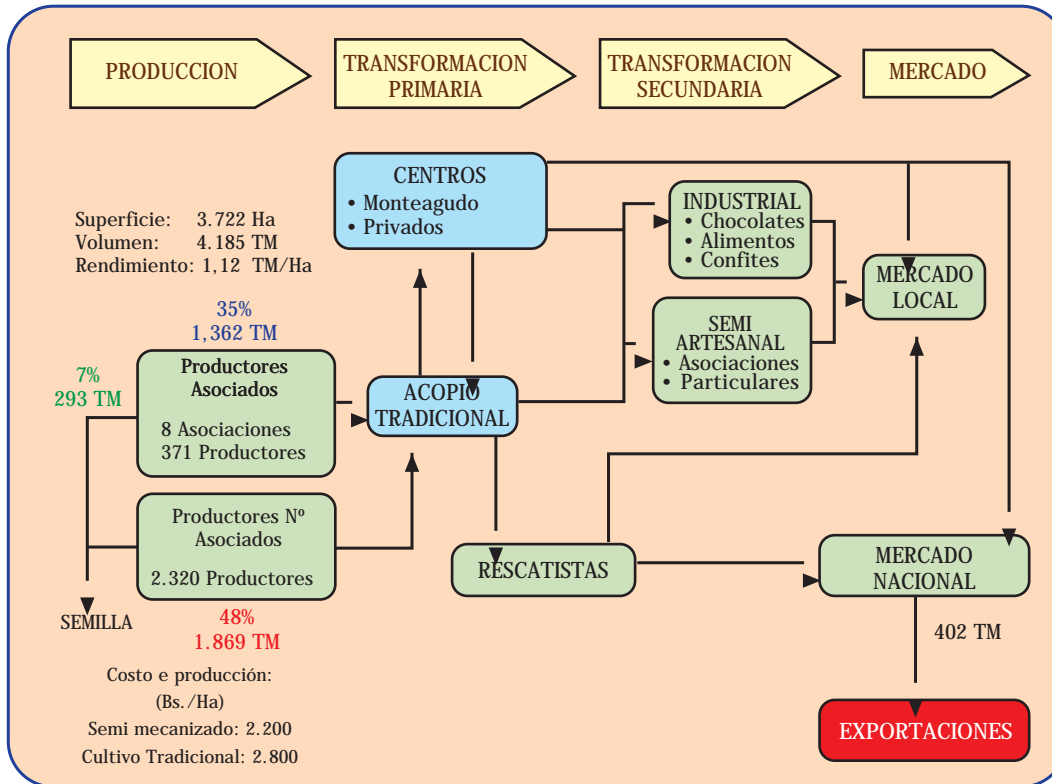 PRODUCCION
TRANSFORMACION
PRIMARIA
TRANSFORMACION
SECUNDARIA
MERCADO
CENTROS
• Monteagudo
• Privados
INDUSTRIAL
• Chocolates
• Alimentos
• Confites
Superficie: 3.722 Ha
Volumen: 4.185 TM
Rendimiento: 1,12 TM/Ha
MERCADO
LOCAL
35%
1,362 TM
SEMI
ARTESANAL
• Asociaciones
• Particulares
7%
293 TM
Productores
Asociados
8 Asociaciones
371 Productores
ACOPIO
TRADICIONAL
Productores Nº
Asociados
2.320 Productores
RESCATISTAS
MERCADO
NACIONAL
SEMILLA
48%
1.869 TM
402 TM
Costo e producción:
(Bs./Ha)
Semi mecanizado: 2.200
Cultivo Tradicional: 2.800
EXPORTACIONES